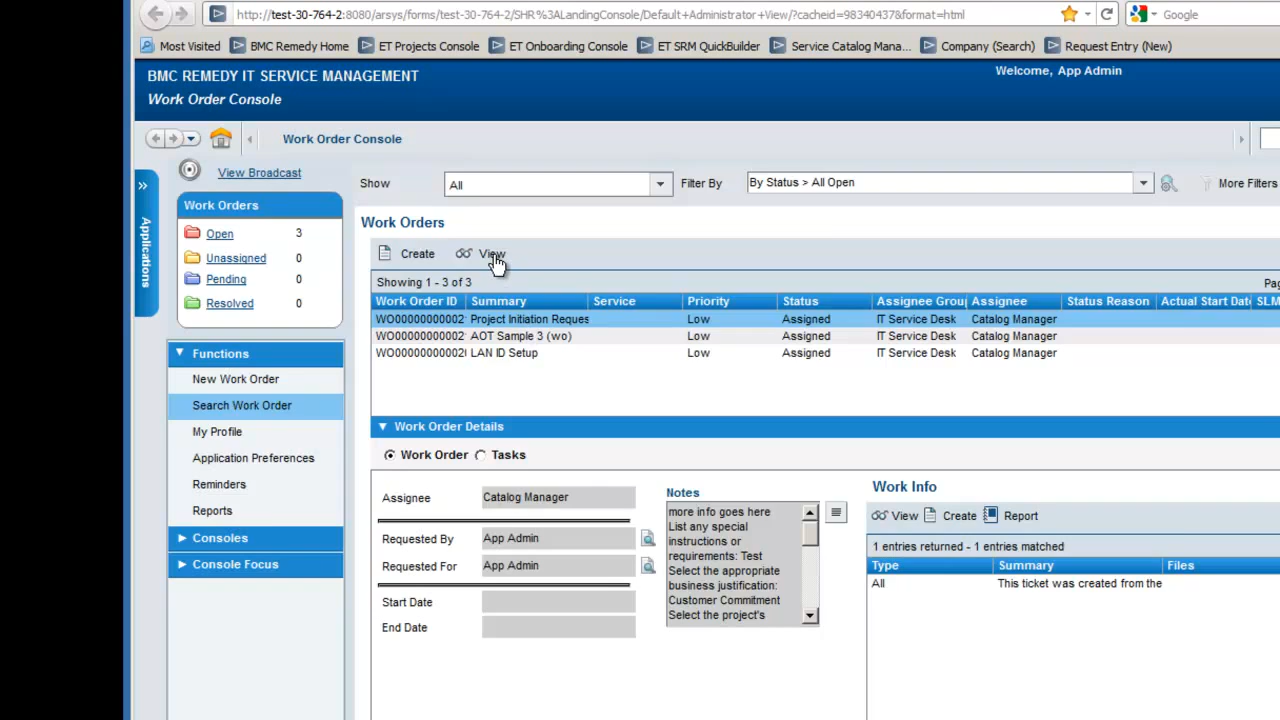 http://test-30-764-2:8080/arsys/forms/test-30-764-2/SHR%3ALandingConsole/Default+Administrator+View/?cacheid=98340437&format=html
Google
Most Visited BMC Remedy Home ET Projects Console ET Onboarding Console ET SRM QuickBuilder Service Catalog Mana... Company (Search) Request Entry (New)
BMC REMEDY IT SERVICE MANAGEMENT
Welcome, App Admin
Work Order Console
Work Order Console
View Broadcast
Show All Filter By By Status > All Open More Filters
Applications
Work Orders
Open 3
Unassigned 0
Pending 0
Resolved 0
Functions
New Work Order
Search Work Order
My Profile
Application Preferences
Reminders
Reports
Consoles
Console Focus
Work Orders
Create View
Showing 1 - 3 of 3 Pag
Work Order ID Summary Service Priority Status Assignee Grou Assignee Status Reason Actual Start Date SLM
WO00000000002 Project Initiation Reques Low Assigned IT Service Desk Catalog Manager
WO00000000002 AOT Sample 3 (wo) Low Assigned IT Service Desk Catalog Manager
WO00000000002 LAN ID Setup Low Assigned IT Service Desk Catalog Manager
Work Order Details
Work Order Tasks
Assignee Catalog Manager
Requested By App Admin
Requested For App Admin
Start Date
End Date
Notes
more info goes here
List any special
instructions or
requirements: Test
Select the appropriate
business justification:
Customer Commitment
Select the project's
Work Info
View Create Report
1 entries returned - 1 entries matched
Type Summary Files
All This ticket was created from the